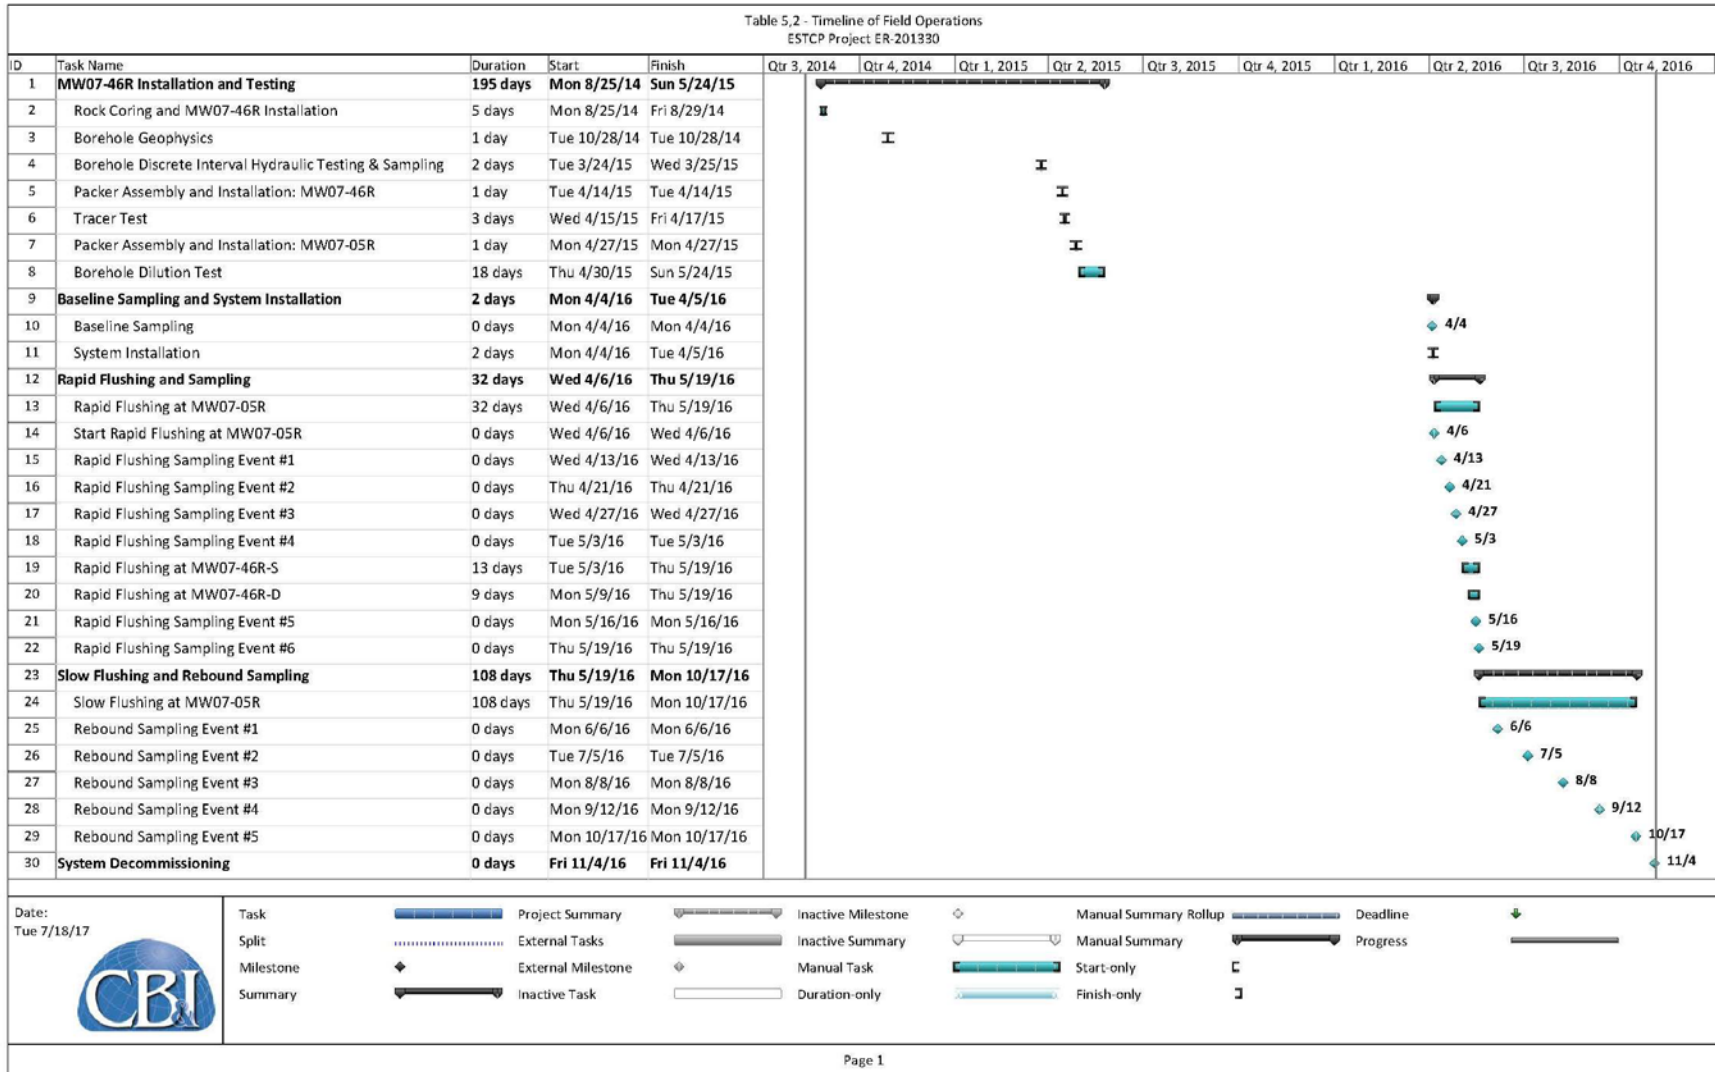 Table 5,2 - Timeline of Field Operations
ESTCP Project ER-201330
ID Task Name Duration Start Finish Qtr 3, 2014 Qtr 4, 2014 Qtr 1, 2015 Qtr 2, 2015 Qtr 3, 2015 Qtr 4, 2015 Qtr 1, 2016 Qtr 2, 2016 Qtr 3, 2016 Qtr 4, 2016
1 MW07-46R Installation and Testing 195 days Mon 8/25/14 Sun 5/24/15
2 Rock Coring and MW07-46R Installation 5 days Mon 8/25/14 Fri 8/29/14
3 Borehole Geophysics 1 day Tue 10/28/14 Tue 10/28/14
4 Borehole Discrete Interval Hydraulic Testing & Sampling 2 days Tue 3/24/15 Wed 3/25/15
5 Packer Assembly and Installation: MW07-46R 1 day Tue 4/14/15 Tue 4/14/15
6 Tracer Test 3 days Wed 4/15/15 Fri 4/17/15
7 Packer Assembly and Installation: MW07-05R 1 day Mon 4/27/15 Mon 4/27/15
8 Borehole Dilution Test 18 days Thu 4/30/15 Sun 5/24/15
9 Baseline Sampling and System Installation 2 days Mon 4/4/16 Tue 4/5/16
10 Baseline Sampling 0 days Mon 4/4/16 Mon 4/4/16 4/4
11 System Installation 2 days Mon 4/4/16 Tue 4/5/16
12 Rapid Flushing and Sampling 32 days Wed 4/6/16 Thu 5/19/16
13 Rapid Flushing at MW07-05R 32 days Wed 4/6/16 Thu 5/19/16
14 Start Rapid Flushing at MW07-05R 0 days Wed 4/6/16 Wed 4/6/16 4/6
15 Rapid Flushing Sampling Event #1 0 days Wed 4/13/16 Wed 4/13/16 4/13
16 Rapid Flushing Sampling Event #2 0 days Thu 4/21/16 Thu 4/21/16 4/21
17 Rapid Flushing Sampling Event #3 0 days Wed 4/27/16 Wed 4/27/16 4/27
18 Rapid Flushing Sampling Event #4 0 days Tue 5/3/16 Tue 5/3/16 5/3
19 Rapid Flushing at MW07-46R-S 13 days Tue 5/3/16 Thu 5/19/16
20 Rapid Flushing at MW07-46R-D 9 days Mon 5/9/16 Thu 5/19/16
21 Rapid Flushing Sampling Event #5 0 days Mon 5/16/16 Mon 5/16/16 5/16
22 Rapid Flushing Sampling Event #6 0 days Thu 5/19/16 Thu 5/19/16 5/19
23 Slow Flushing and Rebound Sampling 108 days Thu 5/19/16 Mon 10/17/16
24 Slow Flushing at MW07-05R 108 days Thu 5/19/16 Mon 10/17/16
25 Rebound Sampling Event #1 0 days Mon 6/6/16 Mon 6/6/16 6/6
26 Rebound Sampling Event #2 0 days Tue 7/5/16 Tue 7/5/16 7/5
27 Rebound Sampling Event #3 0 days Mon 8/8/16 Mon 8/8/16 8/8
28 Rebound Sampling Event #4 0 days Mon 9/12/16 Mon 9/12/16 9/12
29 Rebound Sampling Event #5 0 days Mon 10/17/16 Mon 10/17/16 10/17
30 System Decommissioning 0 days Fri 11/4/16 Fri 11/4/16 11/4
Date:
Tue 7/18/17
CB&I
Task Project Summary Inactive Milestone Manual Summary Rollup Deadline
Split External Tasks Inactive Summary Manual Summary Progress
Milestone External Milestone Manual Task Start-only
Summary Inactive Task Duration-only Finish-only
Page 1